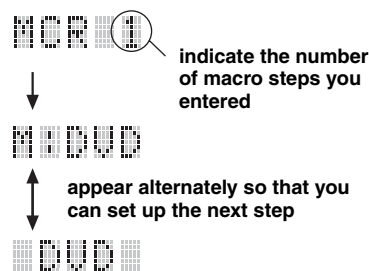 MCR 1
indicate the number
of macro steps you
entered
M:DVD
appear alternately so that you
can set up the next step
DVD